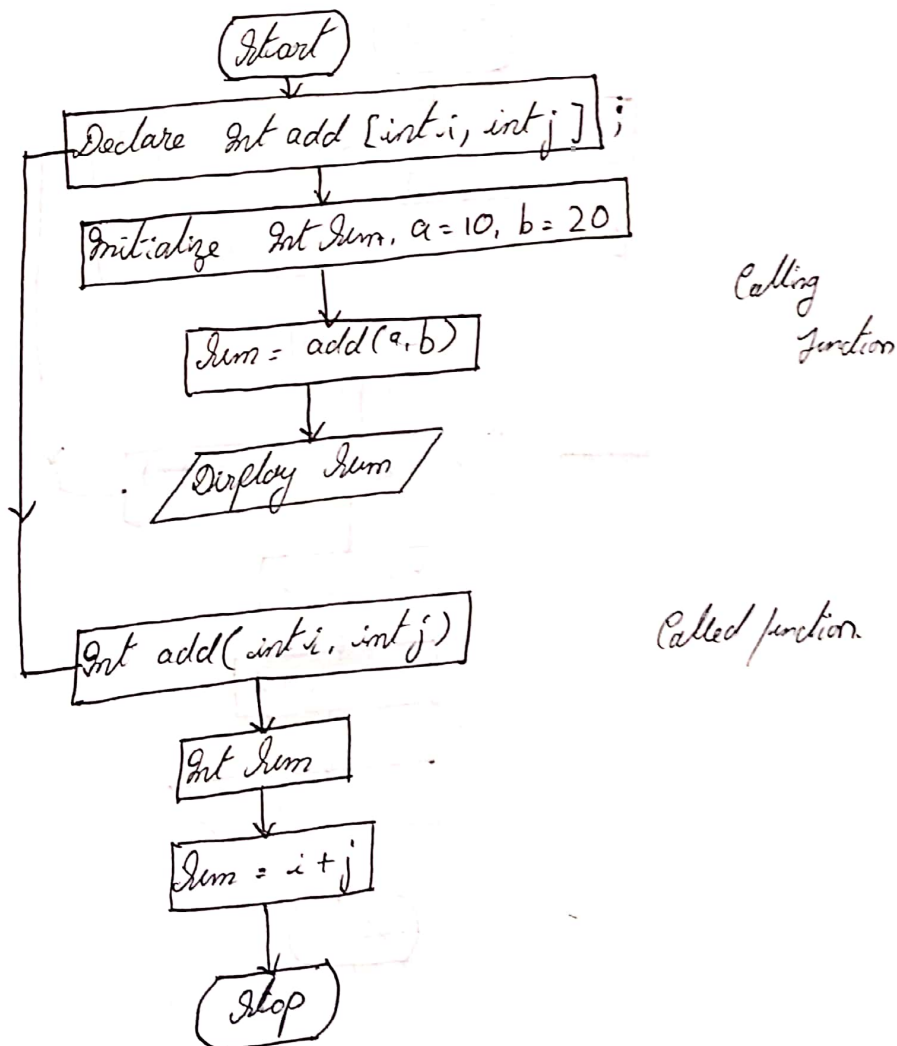 Start
Declare Int add [int i, int j] ;
Initialize Int Sum, a = 10, b = 20
Calling
function
Sum = add(a, b)
Display Sum
Int add( int i, int j )
Called function.
Int Sum
Sum = i + j
Stop